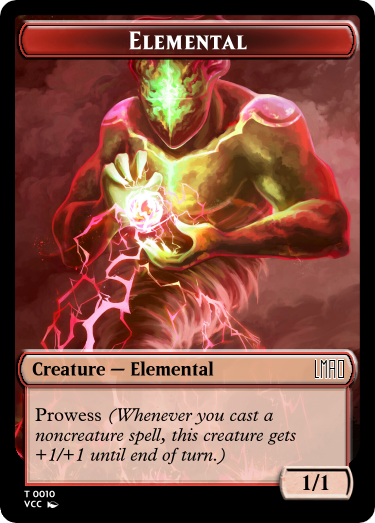 Elemental
Creature — Elemental
LMAO
Prowess (Whenever you cast a
noncreature spell, this creature gets
+1/+1 until end of turn.)
1/1
T 0010
VCC